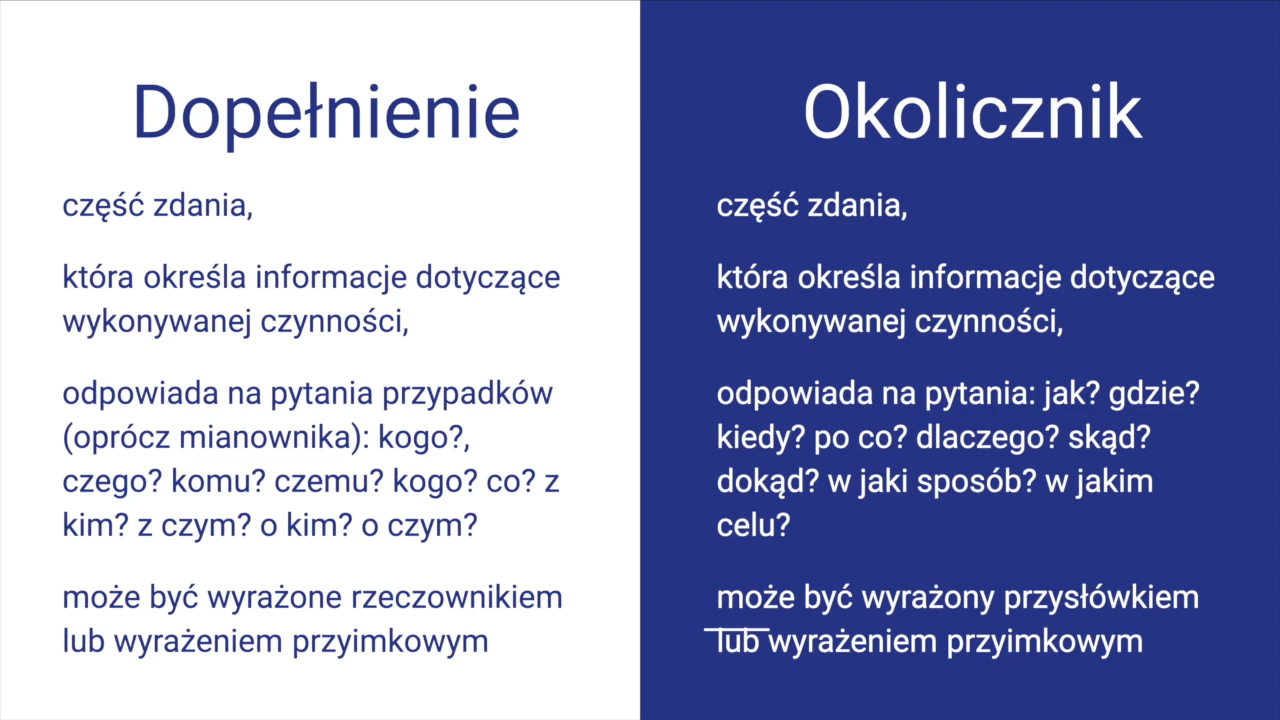 Dopełnienie
część zdania,
która określa informacje dotyczące
wykonywanej czynności,
odpowiada na pytania przypadków
(oprócz mianownika): kogo?,
czego? komu? czemu? kogo? co? z
kim? z czym? o kim? o czym?
może być wyrażone rzeczownikiem
lub wyrażeniem przyimkowym
Okolicznik
część zdania,
która określa informacje dotyczące
wykonywanej czynności,
odpowiada na pytania: jak? gdzie?
kiedy? po co? dlaczego? skąd?
dokąd? w jaki sposób? w jakim
celu?
może być wyrażony przysłówkiem
lub wyrażeniem przyimkowym